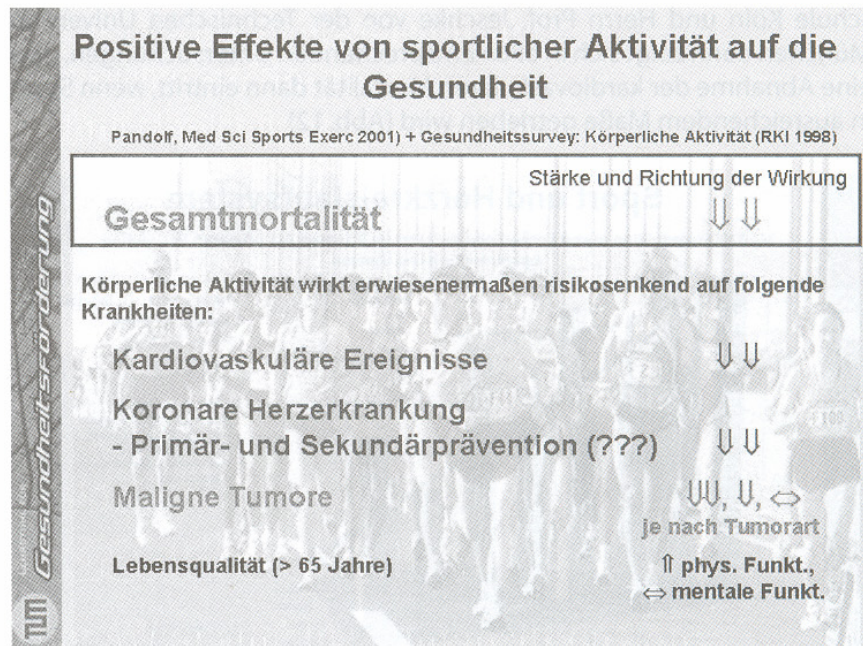 Positive Effekte von sportlicher Aktivität auf die
Gesundheit
Pandolf, Med Sci Sports Exerc 2001) + Gesundheitssurvey: Körperliche Aktivität (RKI 1998)
Stärke und Richtung der Wirkung
Gesamtmortalität ⇓ ⇓
Körperliche Aktivität wirkt erwiesenermaßen risikosenkend auf folgende
Krankheiten:
Kardiovaskuläre Ereignisse ⇓ ⇓
Koronare Herzerkrankung
- Primär- und Sekundärprävention (???) ⇓ ⇓
Maligne Tumore ⇓⇓, ⇓, ⇔
je nach Tumorart
Lebensqualität (> 65 Jahre) ⇑ phys. Funkt.,
⇔ mentale Funkt.
Gesundheitsförderung
TUM